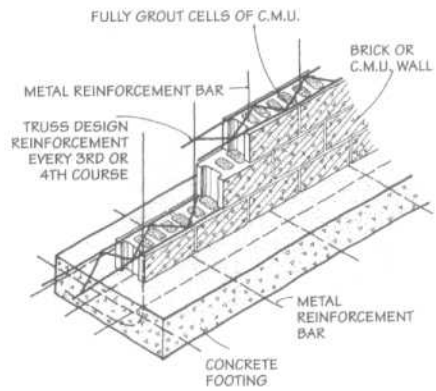 FULLY GROUT CELLS OF C.M.U.
BRICK OR
C.M.U. WALL
METAL REINFORCEMENT BAR
TRUSS DESIGN
REINFORCEMENT
EVERY 3RD OR
4TH COURSE
METAL
REINFORCEMENT
BAR
CONCRETE
FOOTING